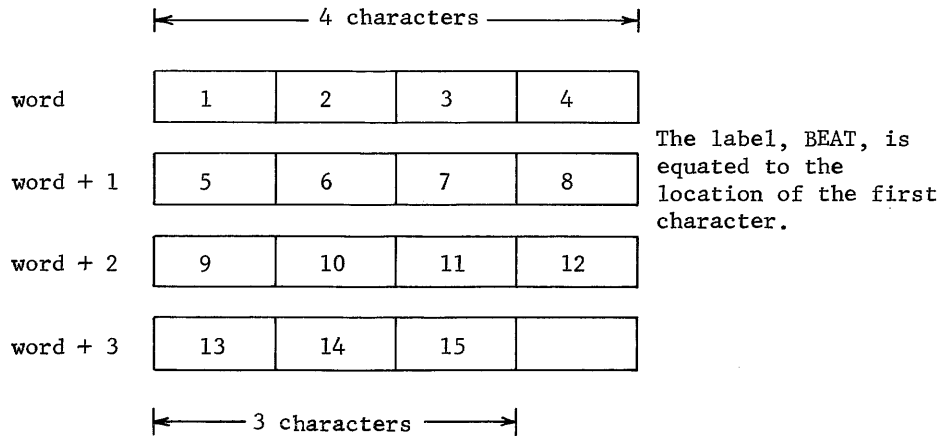 4 characters
word 1 2 3 4
The label, BEAT, is
equated to the
location of the first
character.
word + 1 5 6 7 8
word + 2 9 10 11 12
word + 3 13 14 15
3 characters